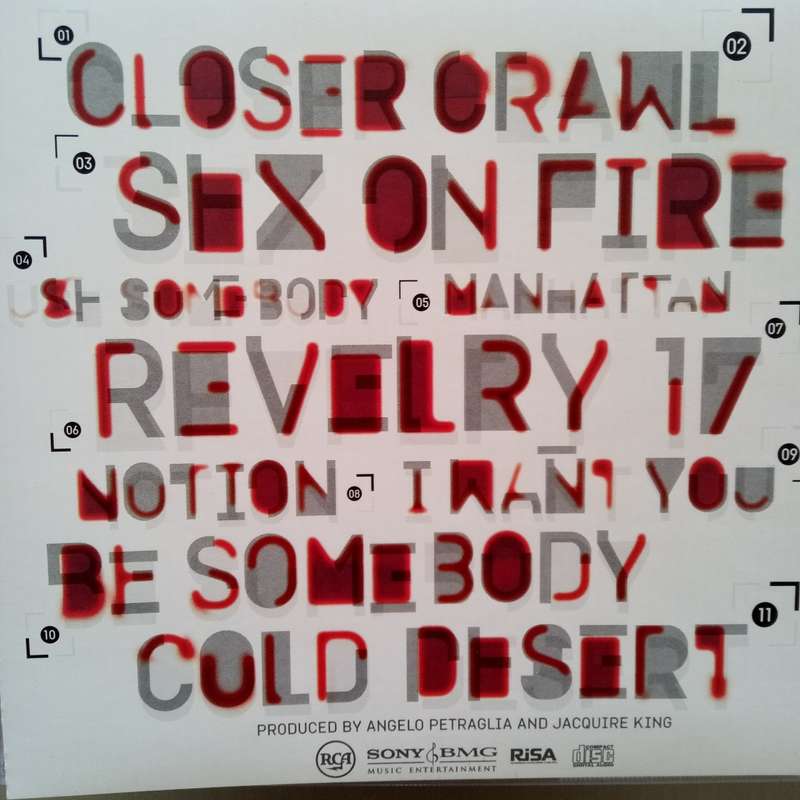 01 CLOSER CRAWL 02
03 SEX ON FIRE
04 USE SOMEBODY 05 MANHATTAN
06 REVELRY 17 07
NOTION 08 I WANT YOU 09
BE SOMEBODY
10 COLD DESERT 11
PRODUCED BY ANGELO PETRAGLIA AND JACQUIRE KING
RCA SONY BMG MUSIC ENTERTAINMENT RiSA COMPACT disc DIGITAL AUDIO